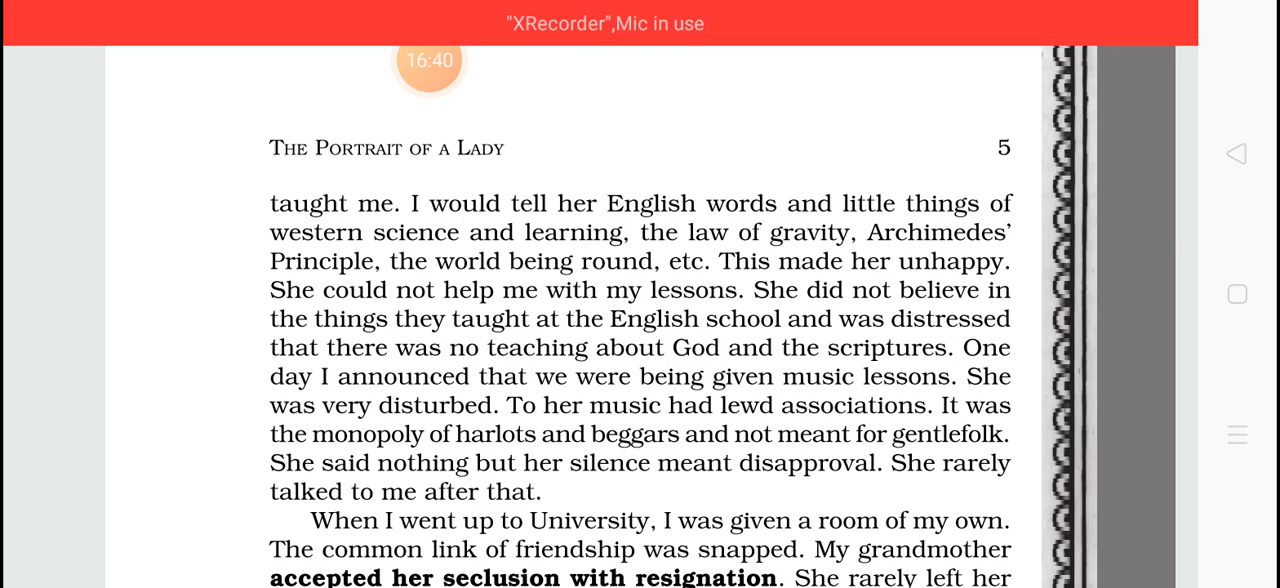 "XRecorder",Mic in use
16:40
THE PORTRAIT OF A LADY 5
taught me. I would tell her English words and little things of
western science and learning, the law of gravity, Archimedes’
Principle, the world being round, etc. This made her unhappy.
She could not help me with my lessons. She did not believe in
the things they taught at the English school and was distressed
that there was no teaching about God and the scriptures. One
day I announced that we were being given music lessons. She
was very disturbed. To her music had lewd associations. It was
the monopoly of harlots and beggars and not meant for gentlefolk.
She said nothing but her silence meant disapproval. She rarely
talked to me after that.
When I went up to University, I was given a room of my own.
The common link of friendship was snapped. My grandmother
accepted her seclusion with resignation. She rarely left her